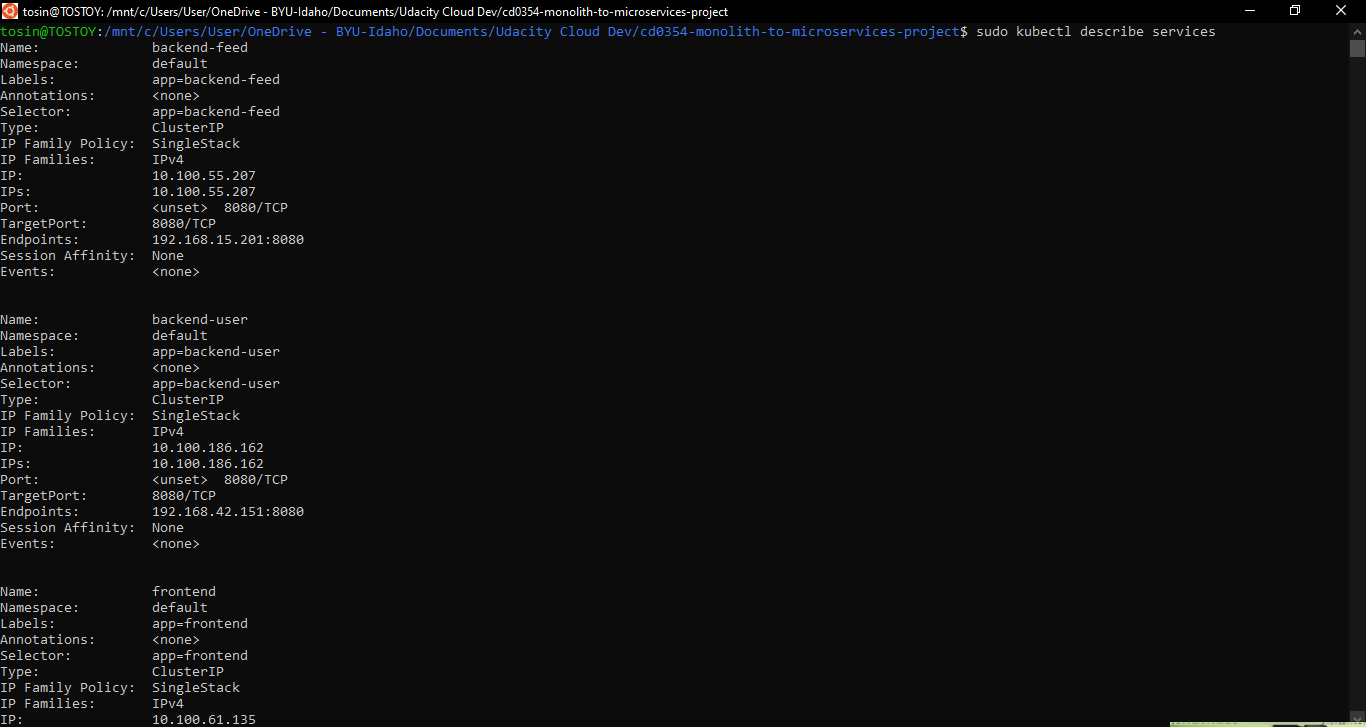 tosin@TOSTOY: /mnt/c/Users/User/OneDrive - BYU-Idaho/Documents/Udacity Cloud Dev/cd0354-monolith-to-microservices-project
tosin@TOSTOY:/mnt/c/Users/User/OneDrive - BYU-Idaho/Documents/Udacity Cloud Dev/cd0354-monolith-to-microservices-project$ sudo kubectl describe services
Name: backend-feed
Namespace: default
Labels: app=backend-feed
Annotations: <none>
Selector: app=backend-feed
Type: ClusterIP
IP Family Policy: SingleStack
IP Families: IPv4
IP: 10.100.55.207
IPs: 10.100.55.207
Port: <unset> 8080/TCP
TargetPort: 8080/TCP
Endpoints: 192.168.15.201:8080
Session Affinity: None
Events: <none>
Name: backend-user
Namespace: default
Labels: app=backend-user
Annotations: <none>
Selector: app=backend-user
Type: ClusterIP
IP Family Policy: SingleStack
IP Families: IPv4
IP: 10.100.186.162
IPs: 10.100.186.162
Port: <unset> 8080/TCP
TargetPort: 8080/TCP
Endpoints: 192.168.42.151:8080
Session Affinity: None
Events: <none>
Name: frontend
Namespace: default
Labels: app=frontend
Annotations: <none>
Selector: app=frontend
Type: ClusterIP
IP Family Policy: SingleStack
IP Families: IPv4
IP: 10.100.61.135